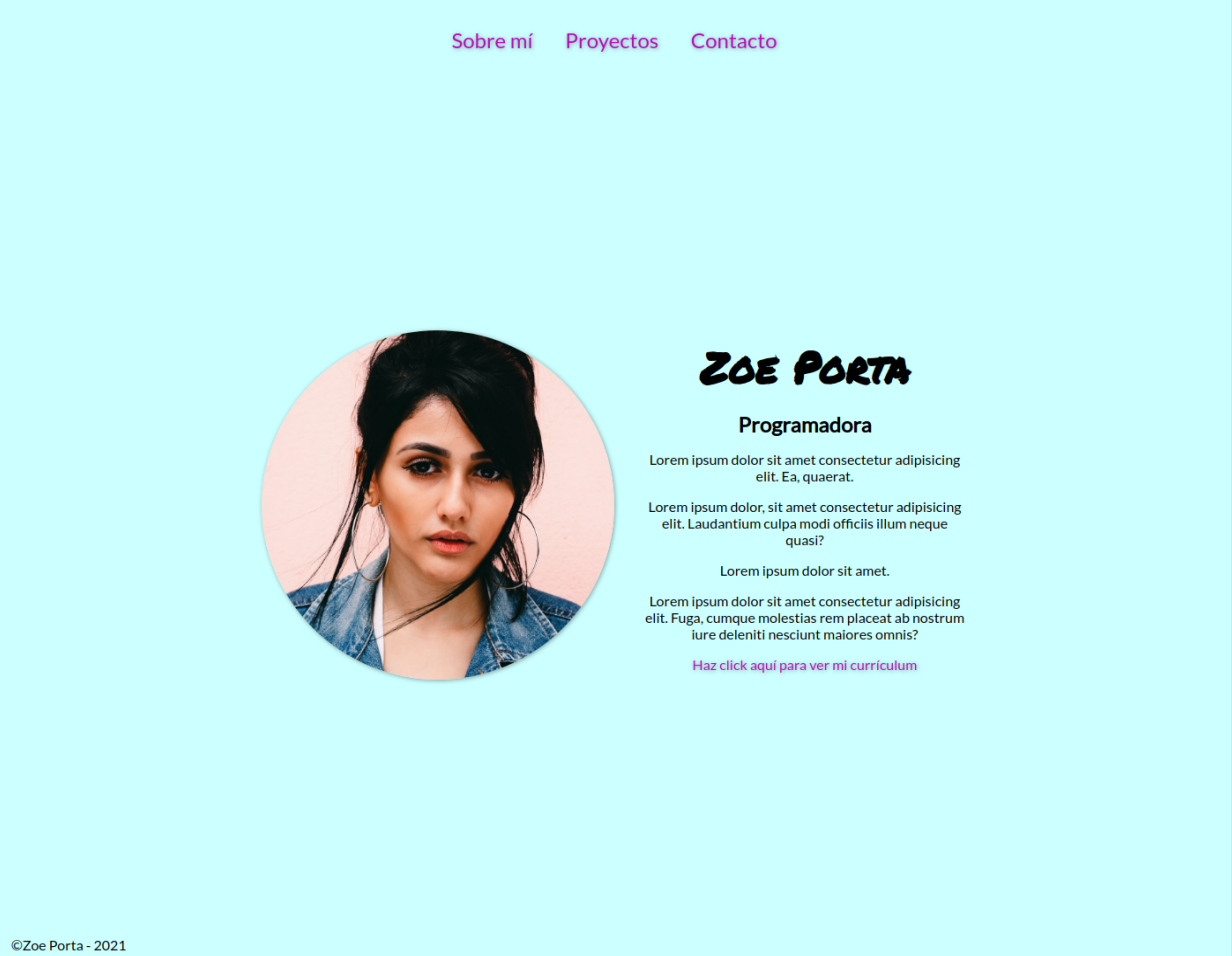 Sobre mí Proyectos Contacto
Zoe Porta
Programadora
Lorem ipsum dolor sit amet consectetur adipisicing
elit. Ea, quaerat.
Lorem ipsum dolor, sit amet consectetur adipisicing
elit. Laudantium culpa modi officiis illum neque
quasi?
Lorem ipsum dolor sit amet.
Lorem ipsum dolor sit amet consectetur adipisicing
elit. Fuga, cumque molestias rem placeat ab nostrum
iure deleniti nesciunt maiores omnis?
Haz click aquí para ver mi currículum
©Zoe Porta - 2021